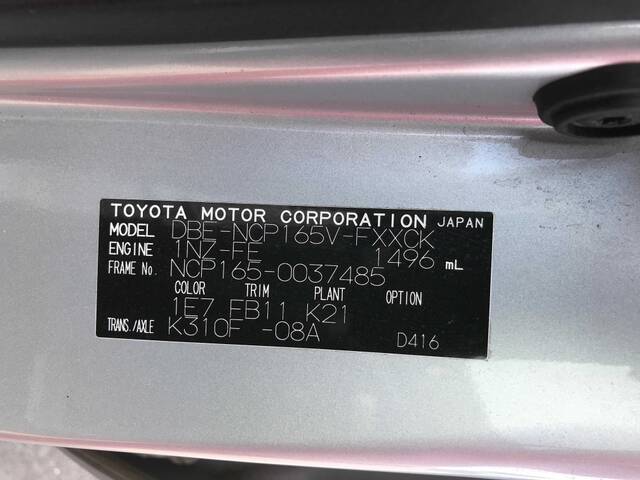 TOYOTA MOTOR CORPORATION JAPAN
MODEL DBE-NCP165V-FXXCK
ENGINE 1NZ-FE 1496 mL
FRAME No. NCP165-0037485
COLOR TRIM PLANT OPTION
1E7 FB11 K21
TRANS./AXLE K310F -08A
D416